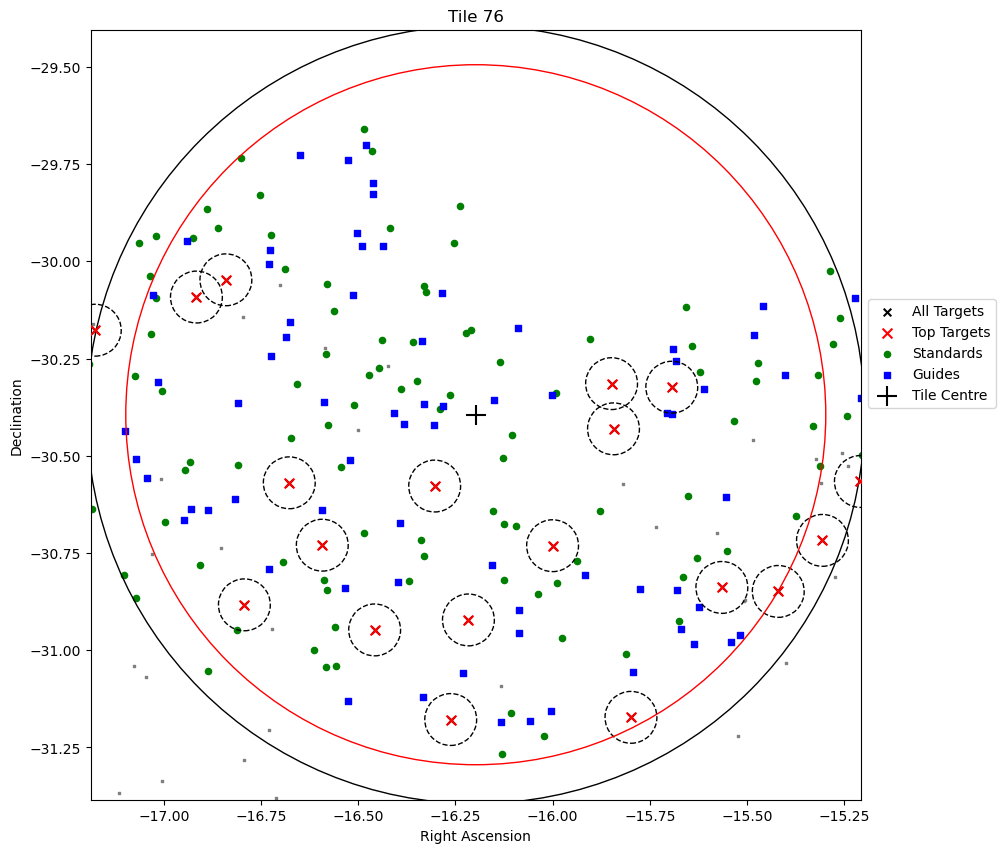 Tile 76
−29.50
−29.75
−30.00
−30.25
−30.50
−30.75
−31.00
−31.25
Declination
−17.00
−16.75
−16.50
−16.25
−16.00
−15.75
−15.50
−15.25
Right Ascension
All Targets
Top Targets
Standards
Guides
Tile Centre